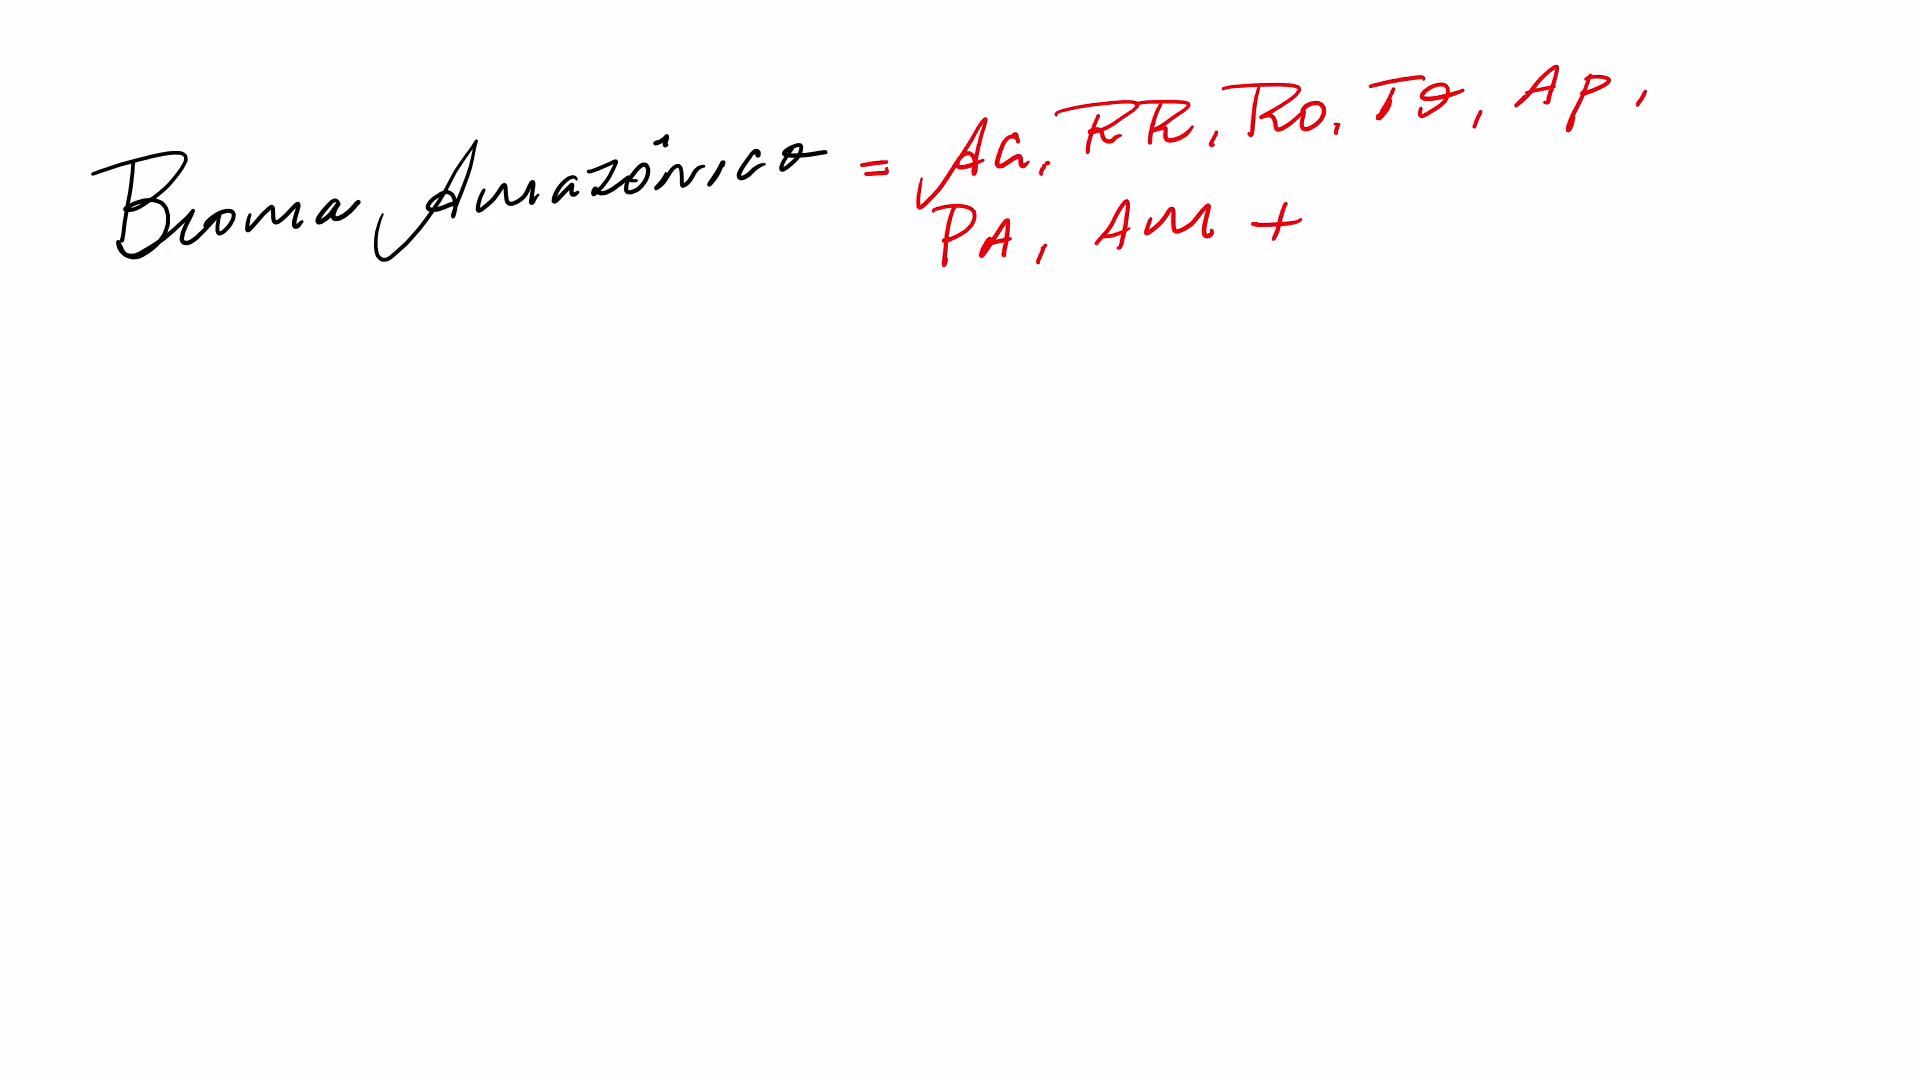 Bioma Amazônico = AC, RR, RO, TO, AP,
PA, AM +